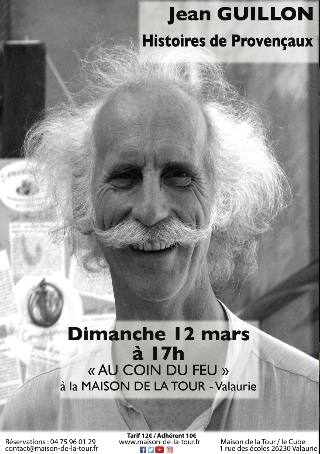 Jean GUILLON
Histoires de Provençaux
Dimanche 12 mars
à 17h
« AU COIN DU FEU »
à la MAISON DE LA TOUR - Valaurie
Tarif 12€ / Adhérent 10€
Réservations : 04 75 96 01 29
www.maison-de-la-tour.fr
Maison de la Tour / le Cube
contact@maison-de-la-tour.fr
1 rue des écoles 26230 Valaurie